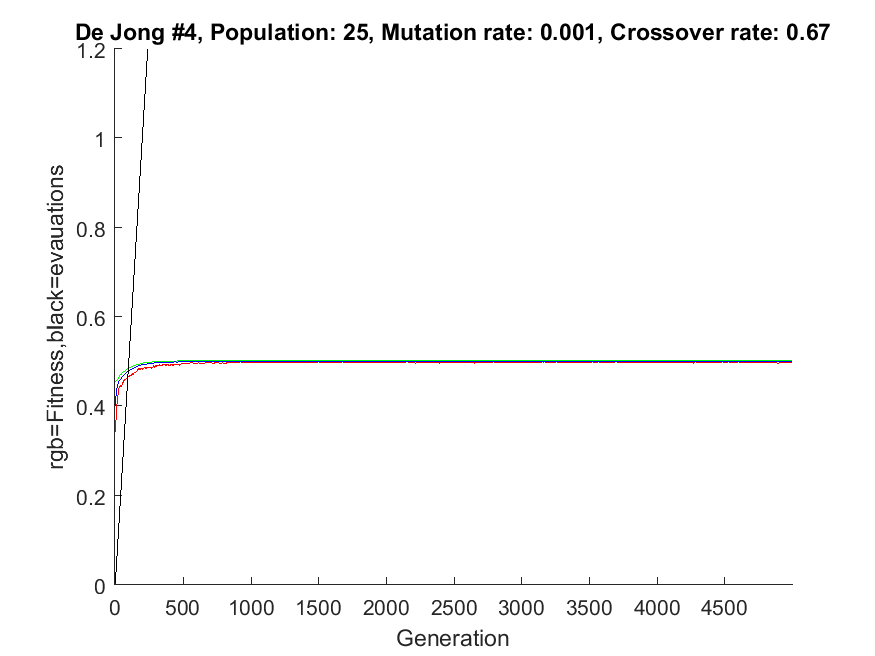 De Jong #4, Population: 25, Mutation rate: 0.001, Crossover rate: 0.67
rgb=Fitness,black=evauations
1.2
1
0.8
0.6
0.4
0.2
0
0 500 1000 1500 2000 2500 3000 3500 4000 4500
Generation